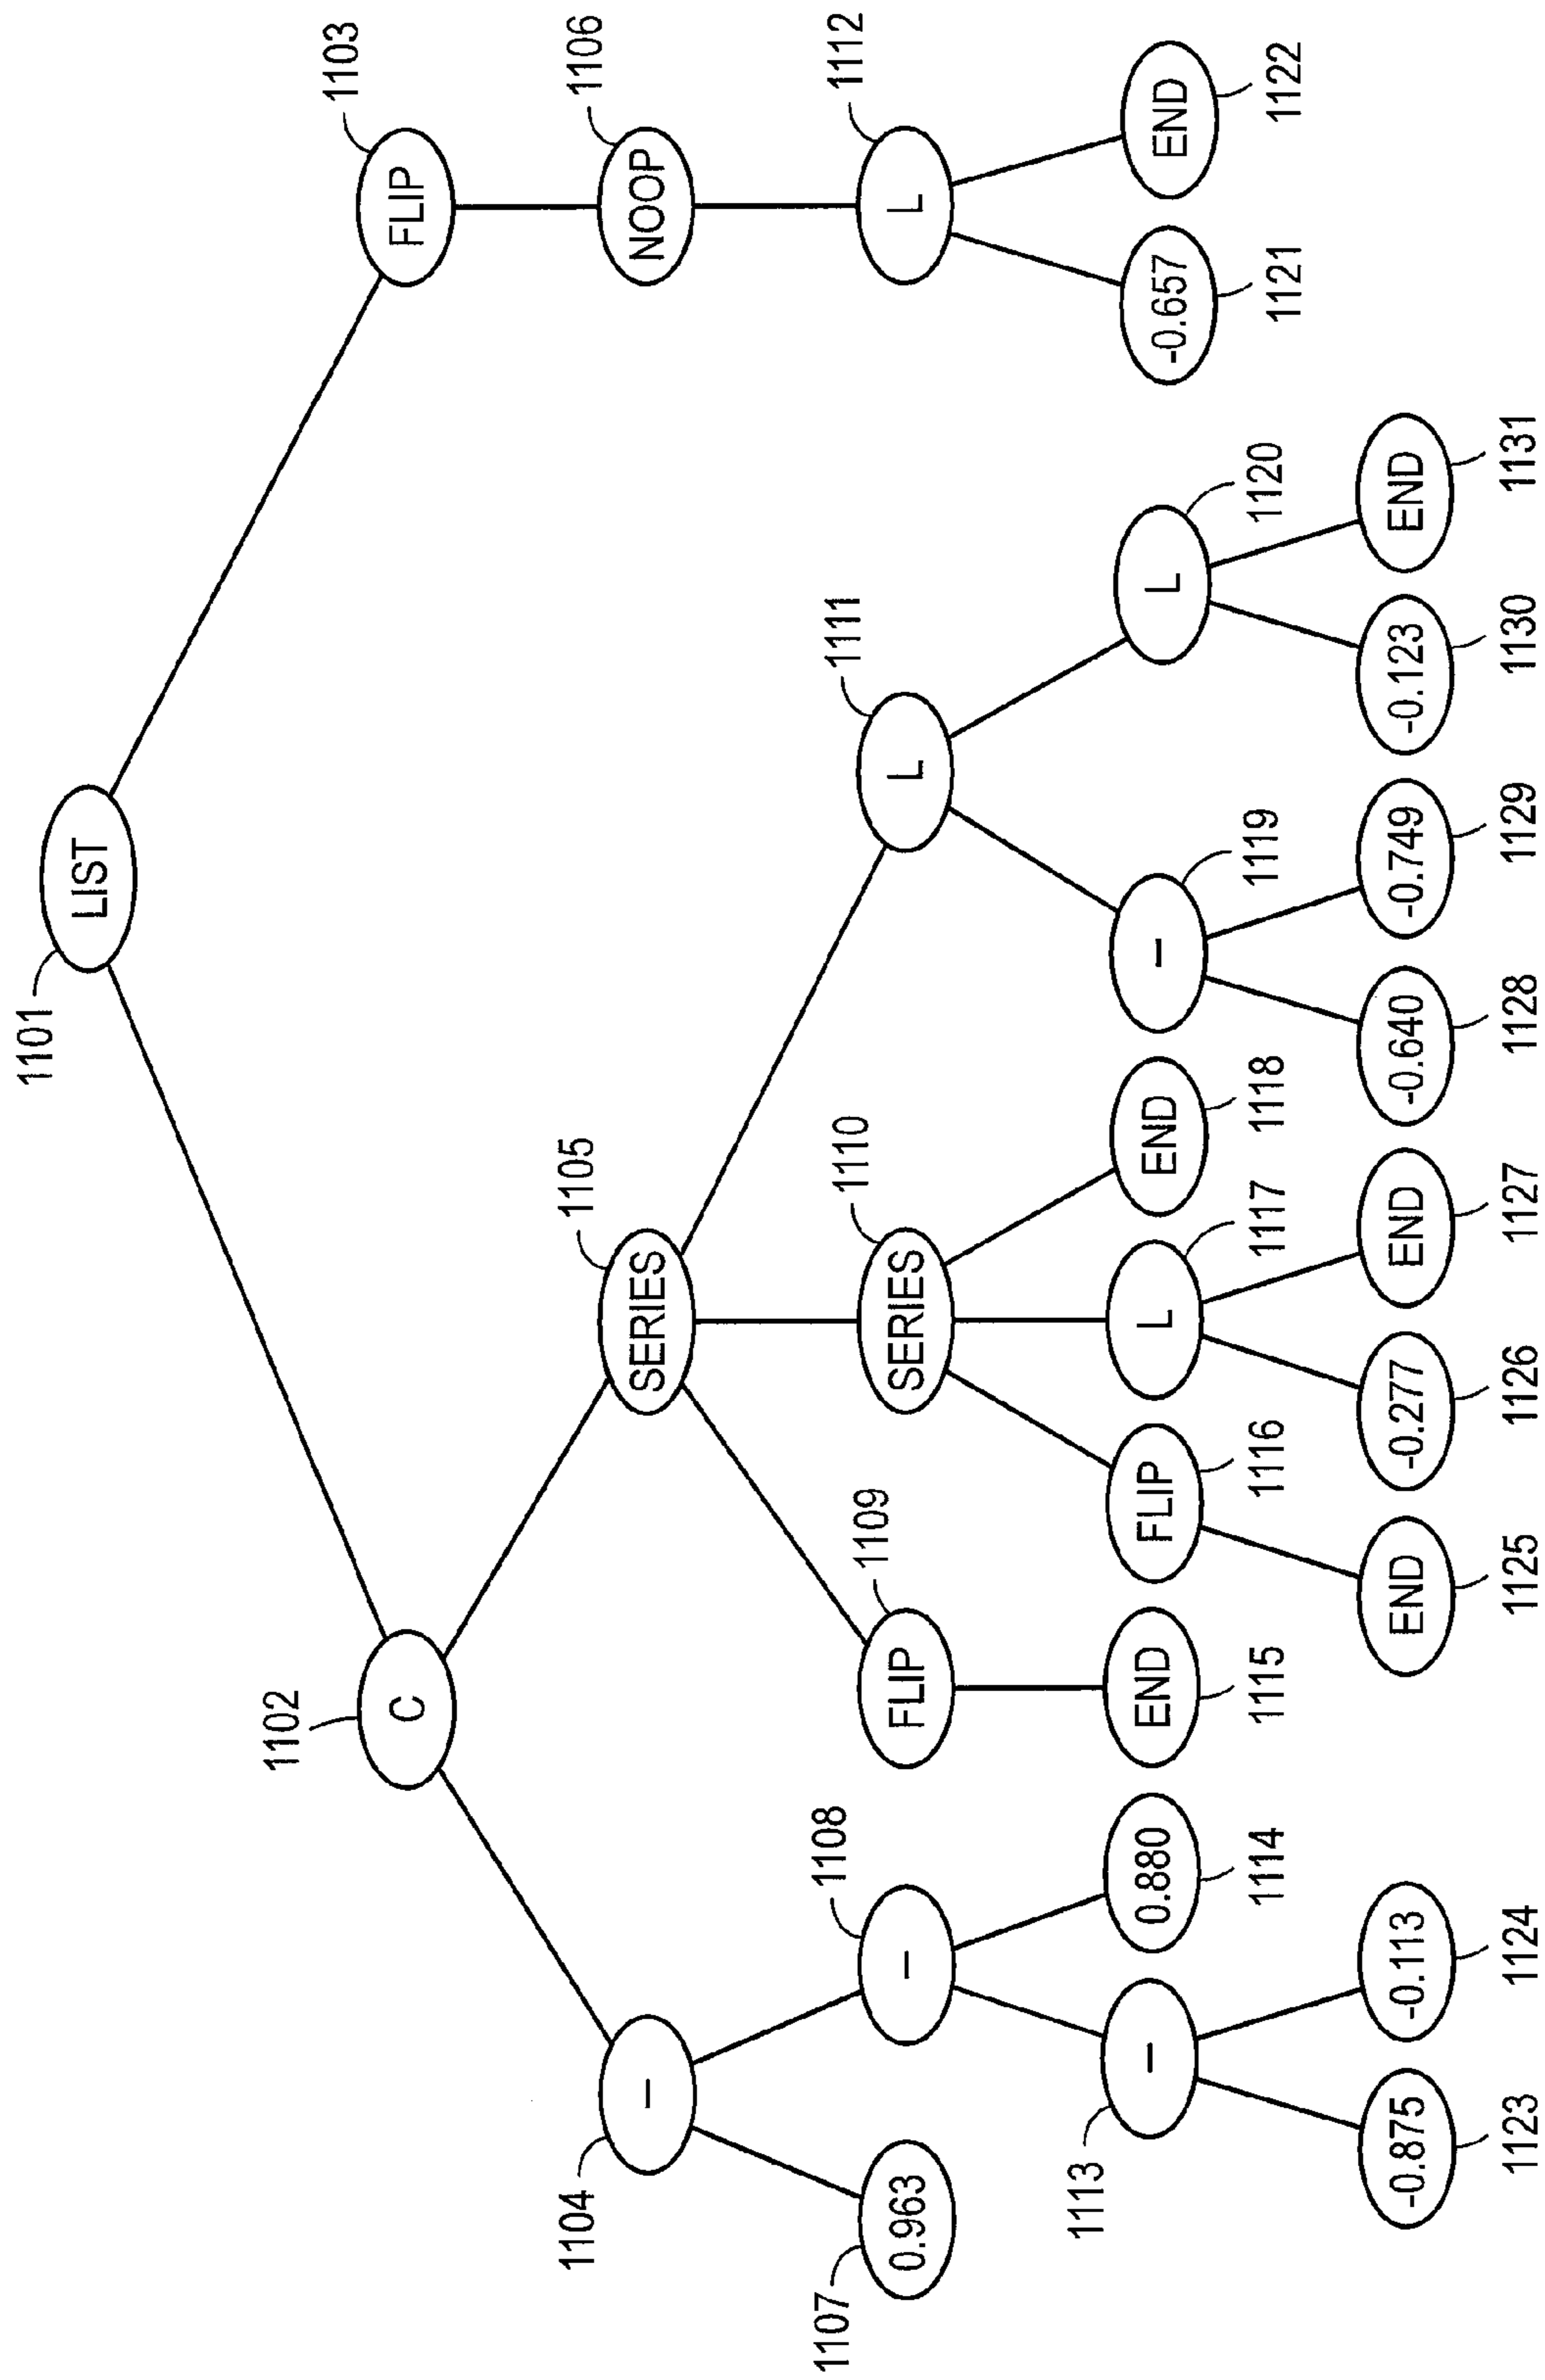 1101
LIST
1102
C
FLIP
1103
1104
–
1105
SERIES
NOOP
1106
1107
0.963
1108
–
1109
FLIP
1110
SERIES
1111
L
L
1112
1113
–
0.880
1114
END
1115
FLIP
1116
L
1117
END
1118
–
1119
L
1120
-0.657
1121
END
1122
-0.875
1123
-0.113
1124
END
1125
-0.277
1126
END
1127
-0.640
1128
-0.749
1129
-0.123
1130
END
1131